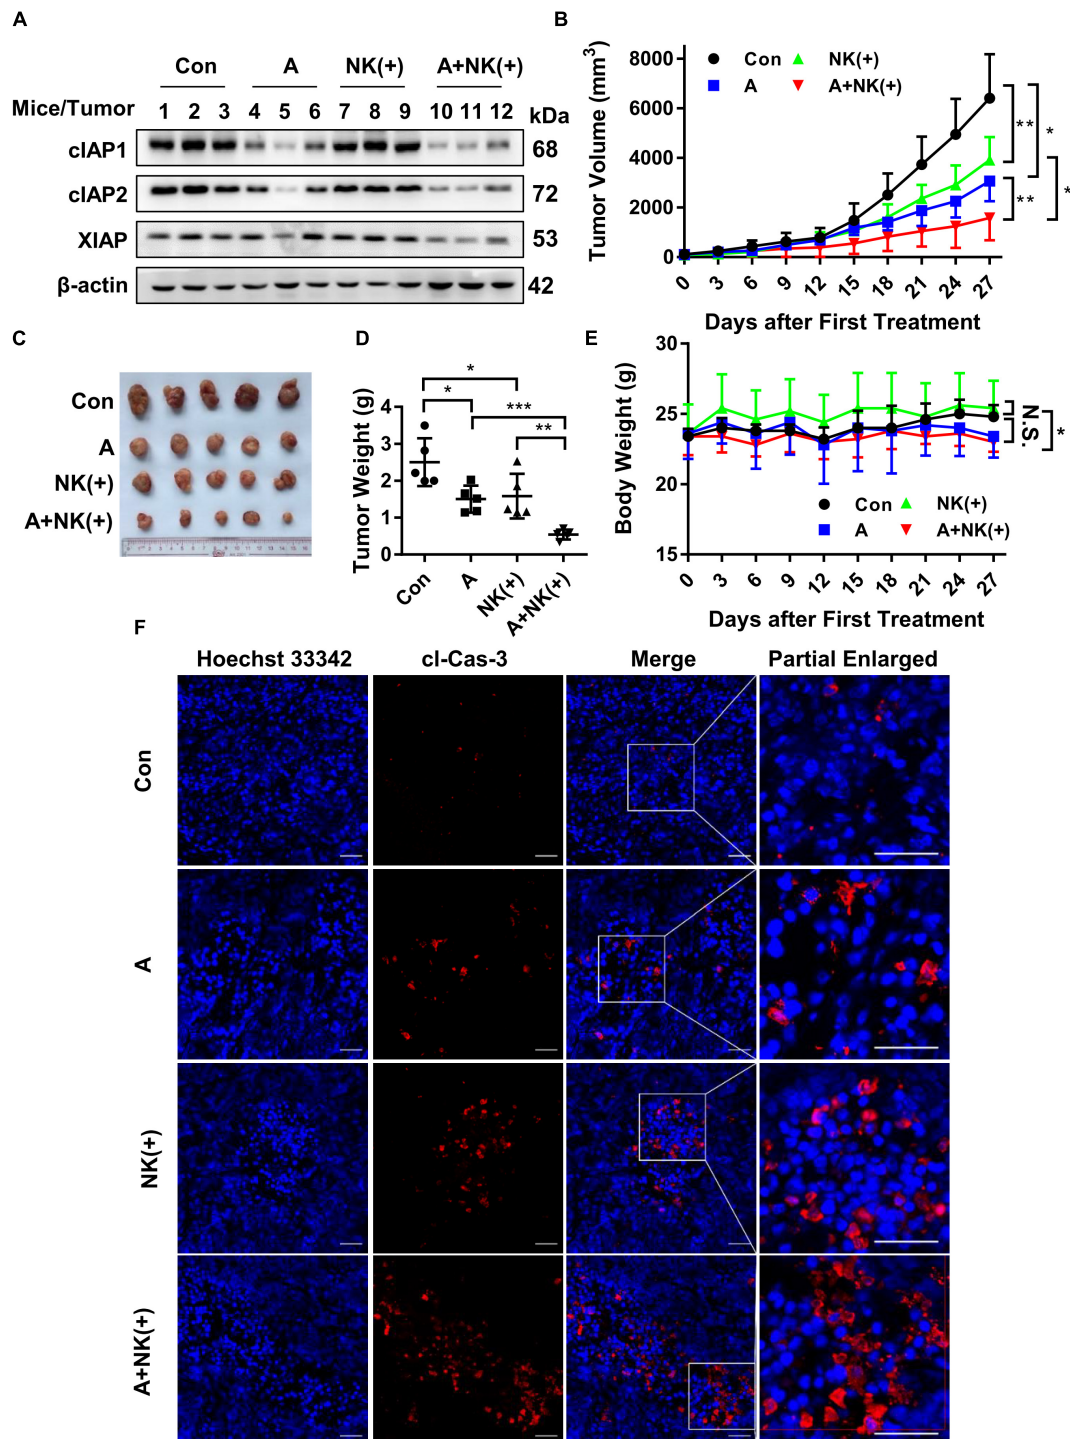 A
Con A NK(+) A+NK(+)
Mice/Tumor 1 2 3 4 5 6 7 8 9 10 11 12 kDa
cIAP1 68
cIAP2 72
XIAP 53
β-actin 42
B
Tumor Volume (mm3)
8000
6000
4000
2000
0
Con NK(+)
A A+NK(+)
** *
** *
0 3 6 9 12 15 18 21 24 27
Days after First Treatment
C
Con
A
NK(+)
A+NK(+)
D
Tumor Weight (g)
4
3
2
1
0
*
*
***
**
Con A NK(+) A+NK(+)
E
Body Weight (g)
30
25
20
15
N.S. *
Con NK(+)
A A+NK(+)
0 3 6 9 12 15 18 21 24 27
Days after First Treatment
F
Hoechst 33342 cl-Cas-3 Merge Partial Enlarged
Con
A
NK(+)
A+NK(+)